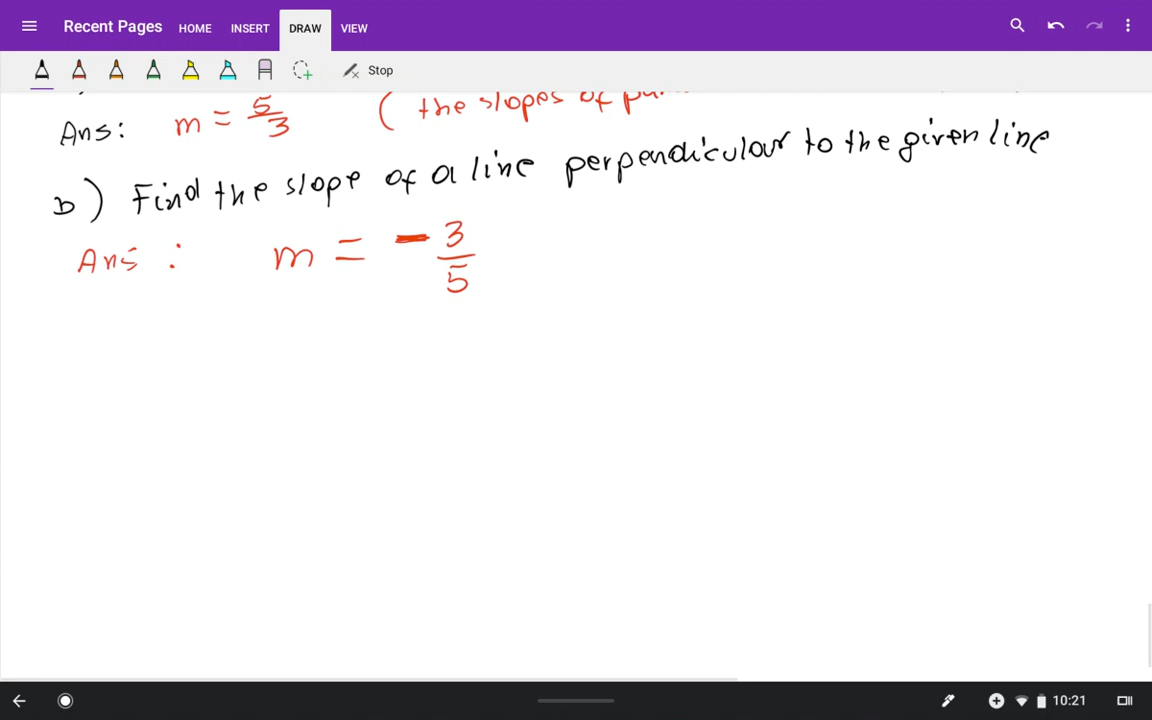 Recent Pages HOME INSERT DRAW VIEW
Stop
Ans: m = 5/3 ( the slopes of
b) Find the slope of a line perpendicular to the given line
Ans : m = - 3/5
10:21